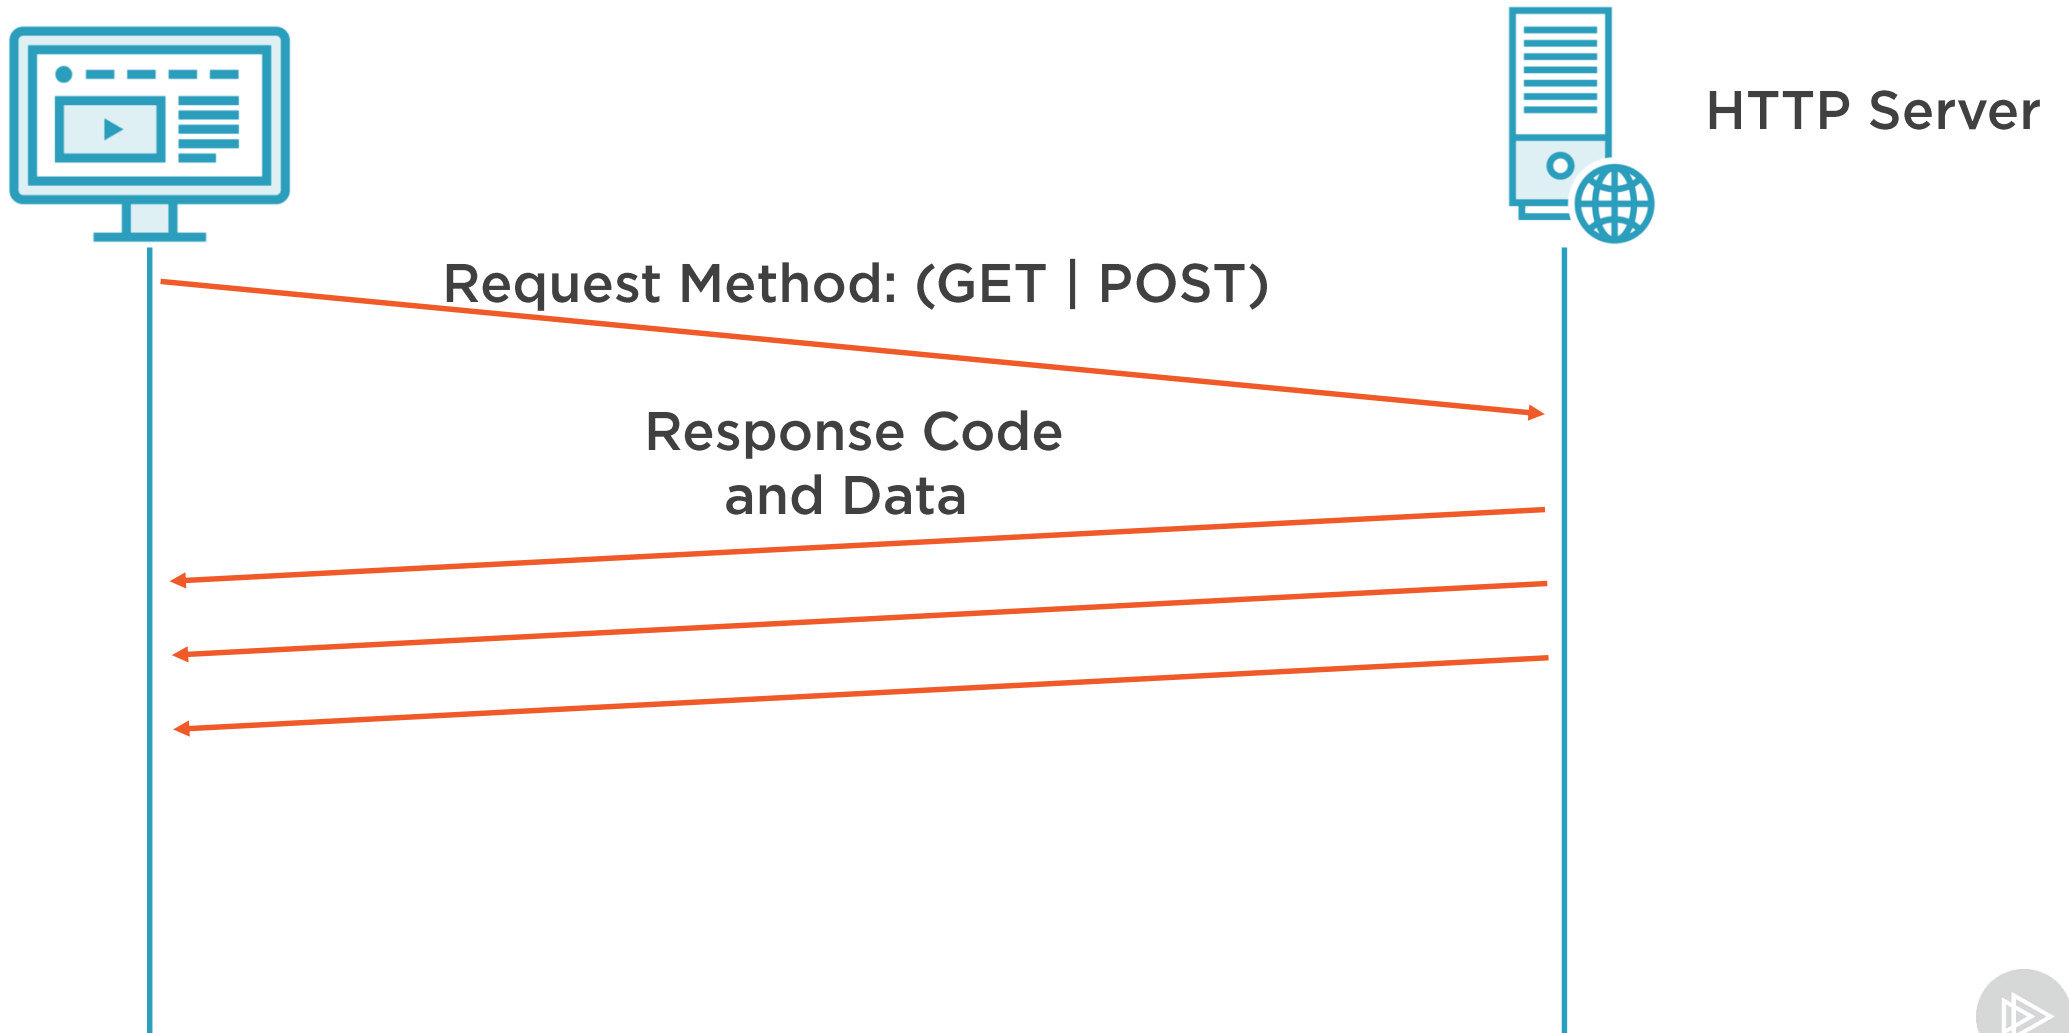 HTTP Server
Request Method: (GET | POST)
Response Code
and Data